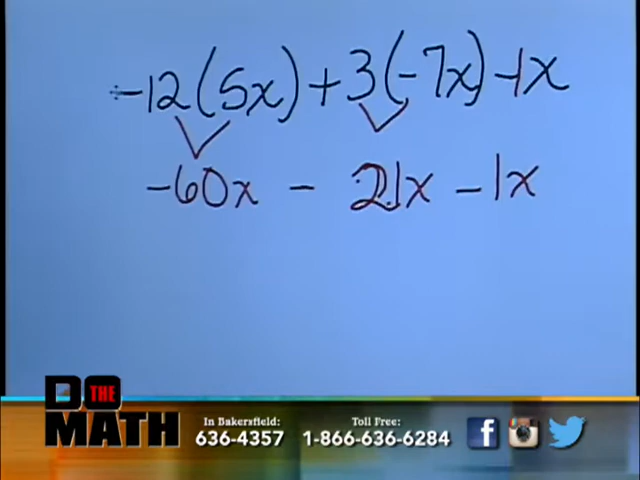 -12(5x)+3(-7x)-1x
-60x - 21x -1x
DO THE MATH
In Bakersfield: 636-4357
Toll Free: 1-866-636-6284